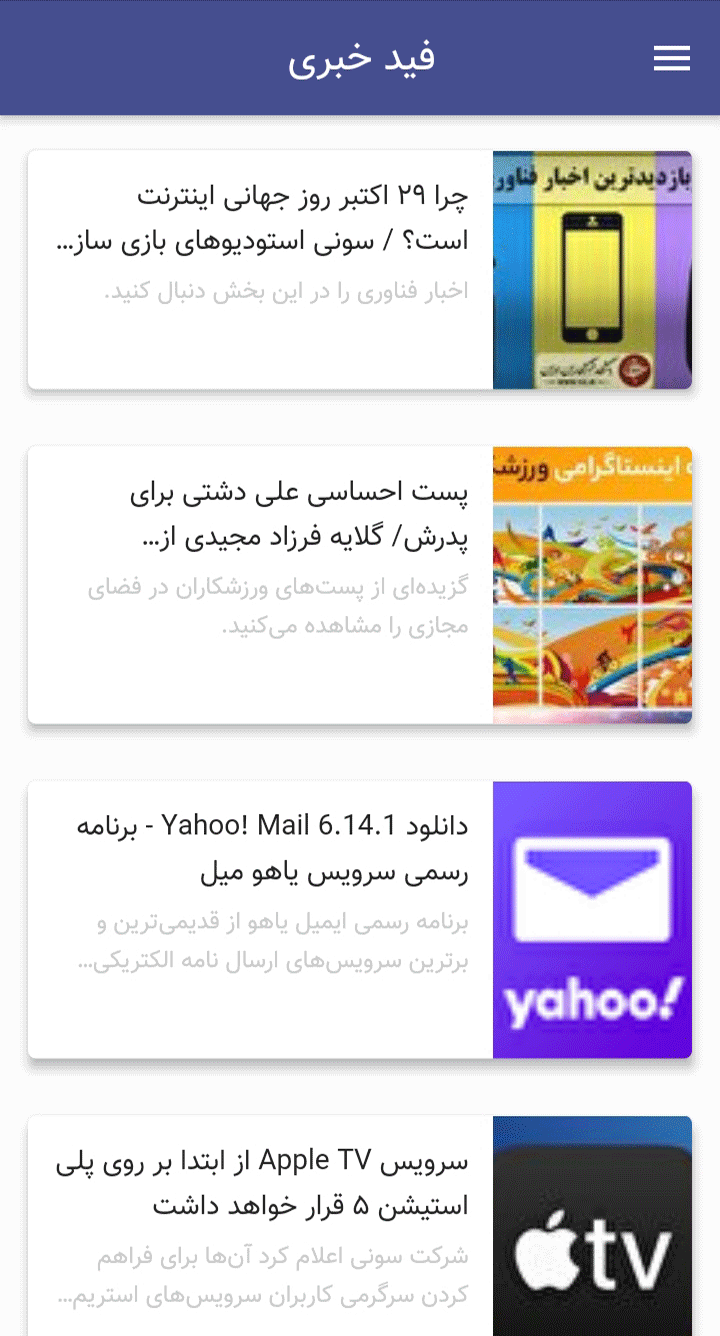 فید خبری
بازدیدترین اخبار فناور
چرا ۲۹ اکتبر روز جهانی اینترنت
است؟ / سونی استودیوهای بازی ساز...
اخبار فناوری را در این بخش دنبال کنید.
ه اینستاگرامی ورزشک
پست احساسی علی دشتی برای
پدرش/ گلایه فرزاد مجیدی از...
گزیده‌ای از پست‌های ورزشکاران در فضای
مجازی را مشاهده می‌کنید.
yahoo!
دانلود Yahoo! Mail 6.14.1 - برنامه
رسمی سرویس یاهو میل
برنامه رسمی ایمیل یاهو از قدیمی‌ترین و
برترین سرویس‌های ارسال نامه الکتریکی...
tv
سرویس Apple TV از ابتدا بر روی پلی
استیشن ۵ قرار خواهد داشت
شرکت سونی اعلام کرد آن‌ها برای فراهم
کردن سرگرمی کاربران سرویس‌های استریم...